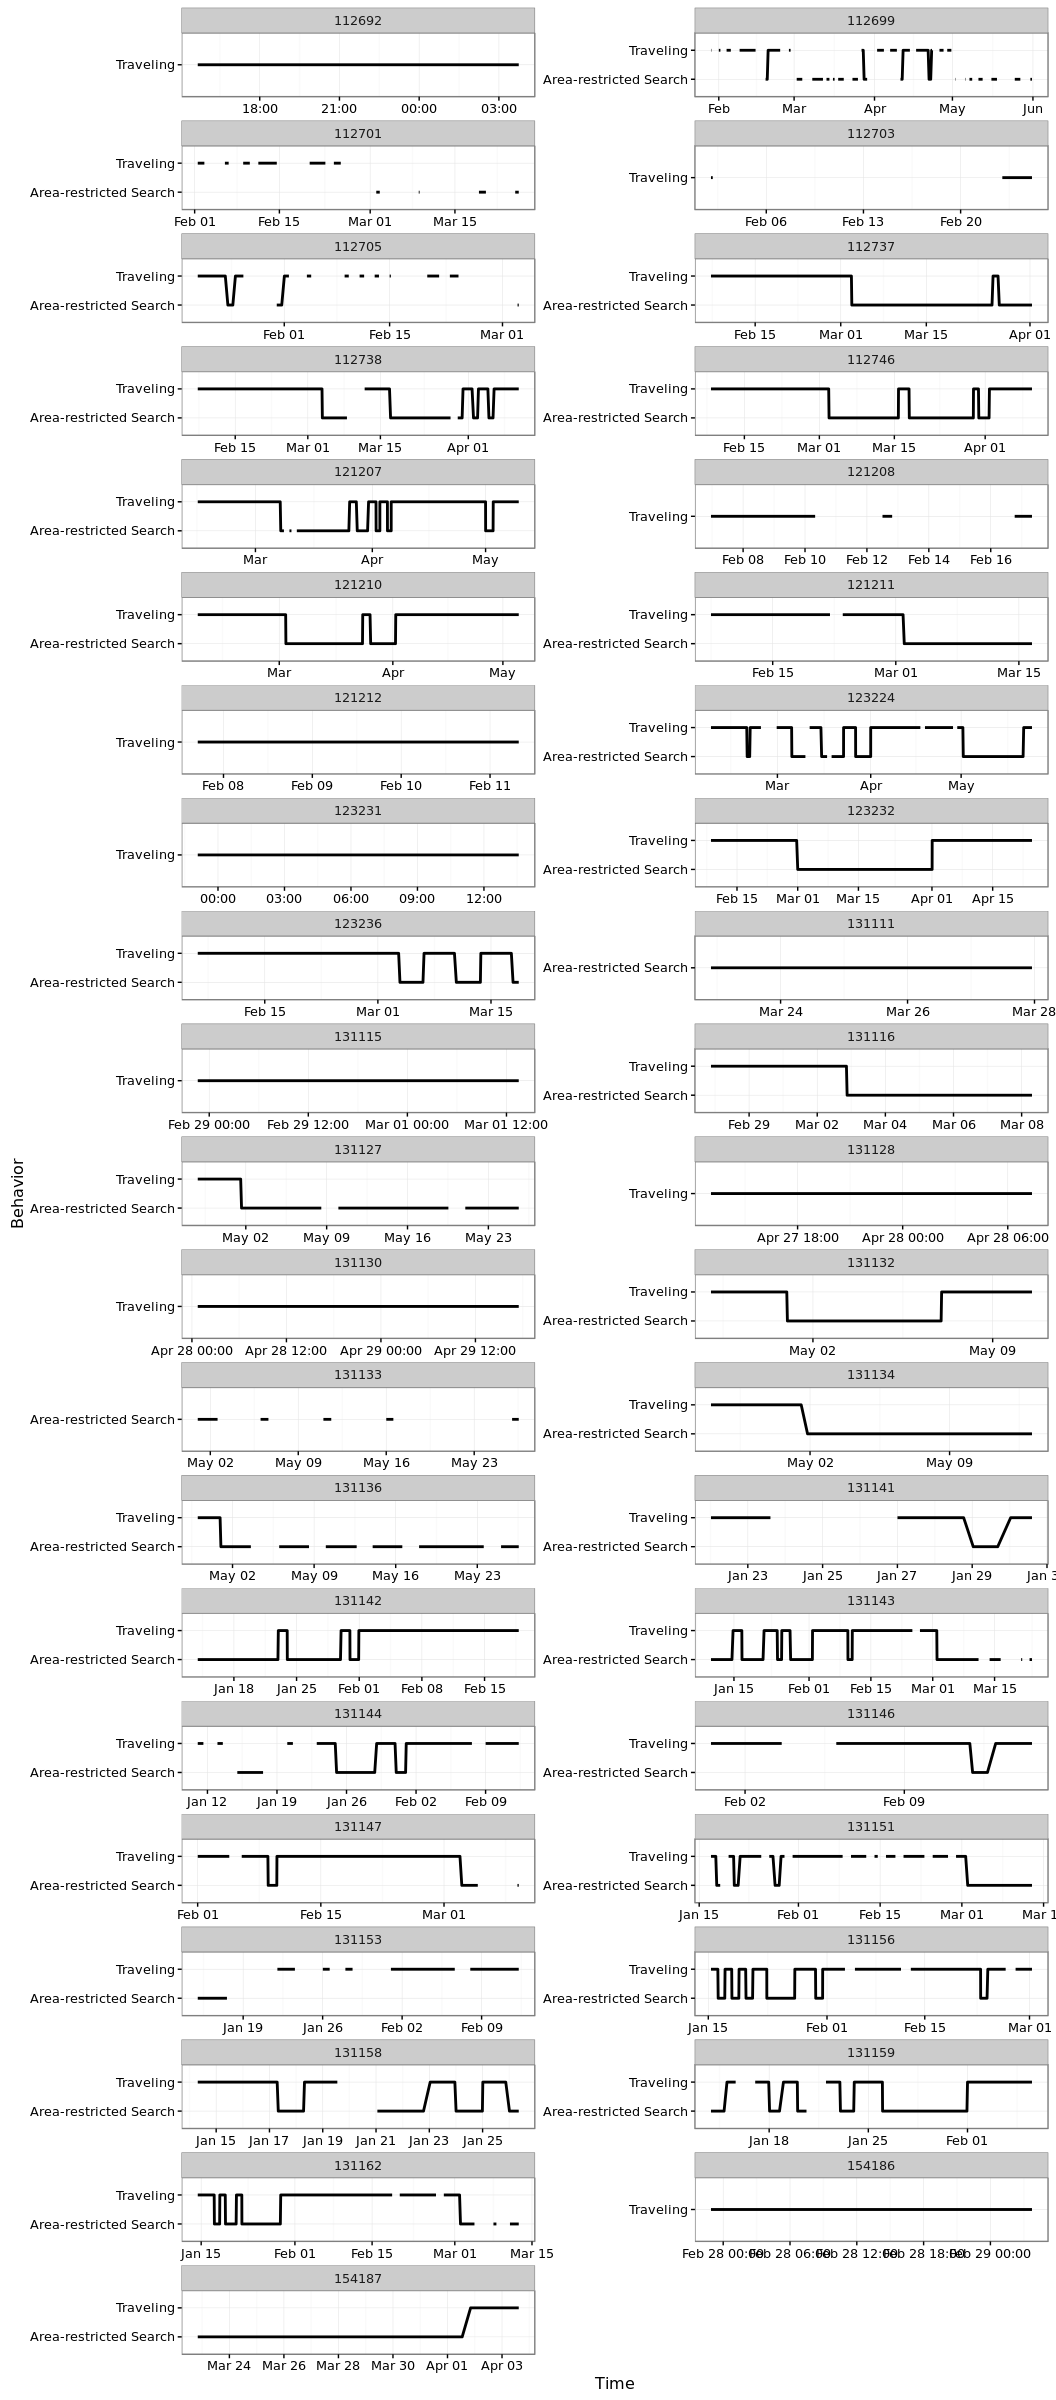 112692
Traveling
18:00 21:00 00:00 03:00
112699
Traveling
Area-restricted Search
Feb Mar Apr May Jun
112701
Traveling
Area-restricted Search
Feb 01 Feb 15 Mar 01 Mar 15
112703
Traveling
Feb 06 Feb 13 Feb 20
112705
Traveling
Area-restricted Search
Feb 01 Feb 15 Mar 01
112737
Traveling
Area-restricted Search
Feb 15 Mar 01 Mar 15 Apr 01
112738
Traveling
Area-restricted Search
Feb 15 Mar 01 Mar 15 Apr 01
112746
Traveling
Area-restricted Search
Feb 15 Mar 01 Mar 15 Apr 01
121207
Traveling
Area-restricted Search
Mar Apr May
121208
Traveling
Feb 08 Feb 10 Feb 12 Feb 14 Feb 16
121210
Traveling
Area-restricted Search
Mar Apr May
121211
Traveling
Area-restricted Search
Feb 15 Mar 01 Mar 15
121212
Traveling
Feb 08 Feb 09 Feb 10 Feb 11
123224
Traveling
Area-restricted Search
Mar Apr May
123231
Traveling
00:00 03:00 06:00 09:00 12:00
123232
Traveling
Area-restricted Search
Feb 15 Mar 01 Mar 15 Apr 01 Apr 15
123236
Traveling
Area-restricted Search
Feb 15 Mar 01 Mar 15
131111
Area-restricted Search
Mar 24 Mar 26 Mar 28
131115
Traveling
Feb 29 00:00 Feb 29 12:00 Mar 01 00:00 Mar 01 12:00
131116
Traveling
Area-restricted Search
Feb 29 Mar 02 Mar 04 Mar 06 Mar 08
Behavior
131127
Traveling
Area-restricted Search
May 02 May 09 May 16 May 23
131128
Traveling
Apr 27 18:00 Apr 28 00:00 Apr 28 06:00
131130
Traveling
Apr 28 00:00 Apr 28 12:00 Apr 29 00:00 Apr 29 12:00
131132
Traveling
Area-restricted Search
May 02 May 09
131133
Area-restricted Search
May 02 May 09 May 16 May 23
131134
Traveling
Area-restricted Search
May 02 May 09
131136
Traveling
Area-restricted Search
May 02 May 09 May 16 May 23
131141
Traveling
Area-restricted Search
Jan 23 Jan 25 Jan 27 Jan 29 Jan 3
131142
Traveling
Area-restricted Search
Jan 18 Jan 25 Feb 01 Feb 08 Feb 15
131143
Traveling
Area-restricted Search
Jan 15 Feb 01 Feb 15 Mar 01 Mar 15
131144
Traveling
Area-restricted Search
Jan 12 Jan 19 Jan 26 Feb 02 Feb 09
131146
Traveling
Area-restricted Search
Feb 02 Feb 09
131147
Traveling
Area-restricted Search
Feb 01 Feb 15 Mar 01
131151
Traveling
Area-restricted Search
Jan 15 Feb 01 Feb 15 Mar 01 Mar 1
131153
Traveling
Area-restricted Search
Jan 19 Jan 26 Feb 02 Feb 09
131156
Traveling
Area-restricted Search
Jan 15 Feb 01 Feb 15 Mar 01
131158
Traveling
Area-restricted Search
Jan 15 Jan 17 Jan 19 Jan 21 Jan 23 Jan 25
131159
Traveling
Area-restricted Search
Jan 18 Jan 25 Feb 01
131162
Traveling
Area-restricted Search
Jan 15 Feb 01 Feb 15 Mar 01 Mar 15
154186
Traveling
Feb 28 00:00 Feb 28 06:00 Feb 28 12:00 Feb 28 18:00 Feb 29 00:00
154187
Traveling
Area-restricted Search
Mar 24 Mar 26 Mar 28 Mar 30 Apr 01 Apr 03
Time